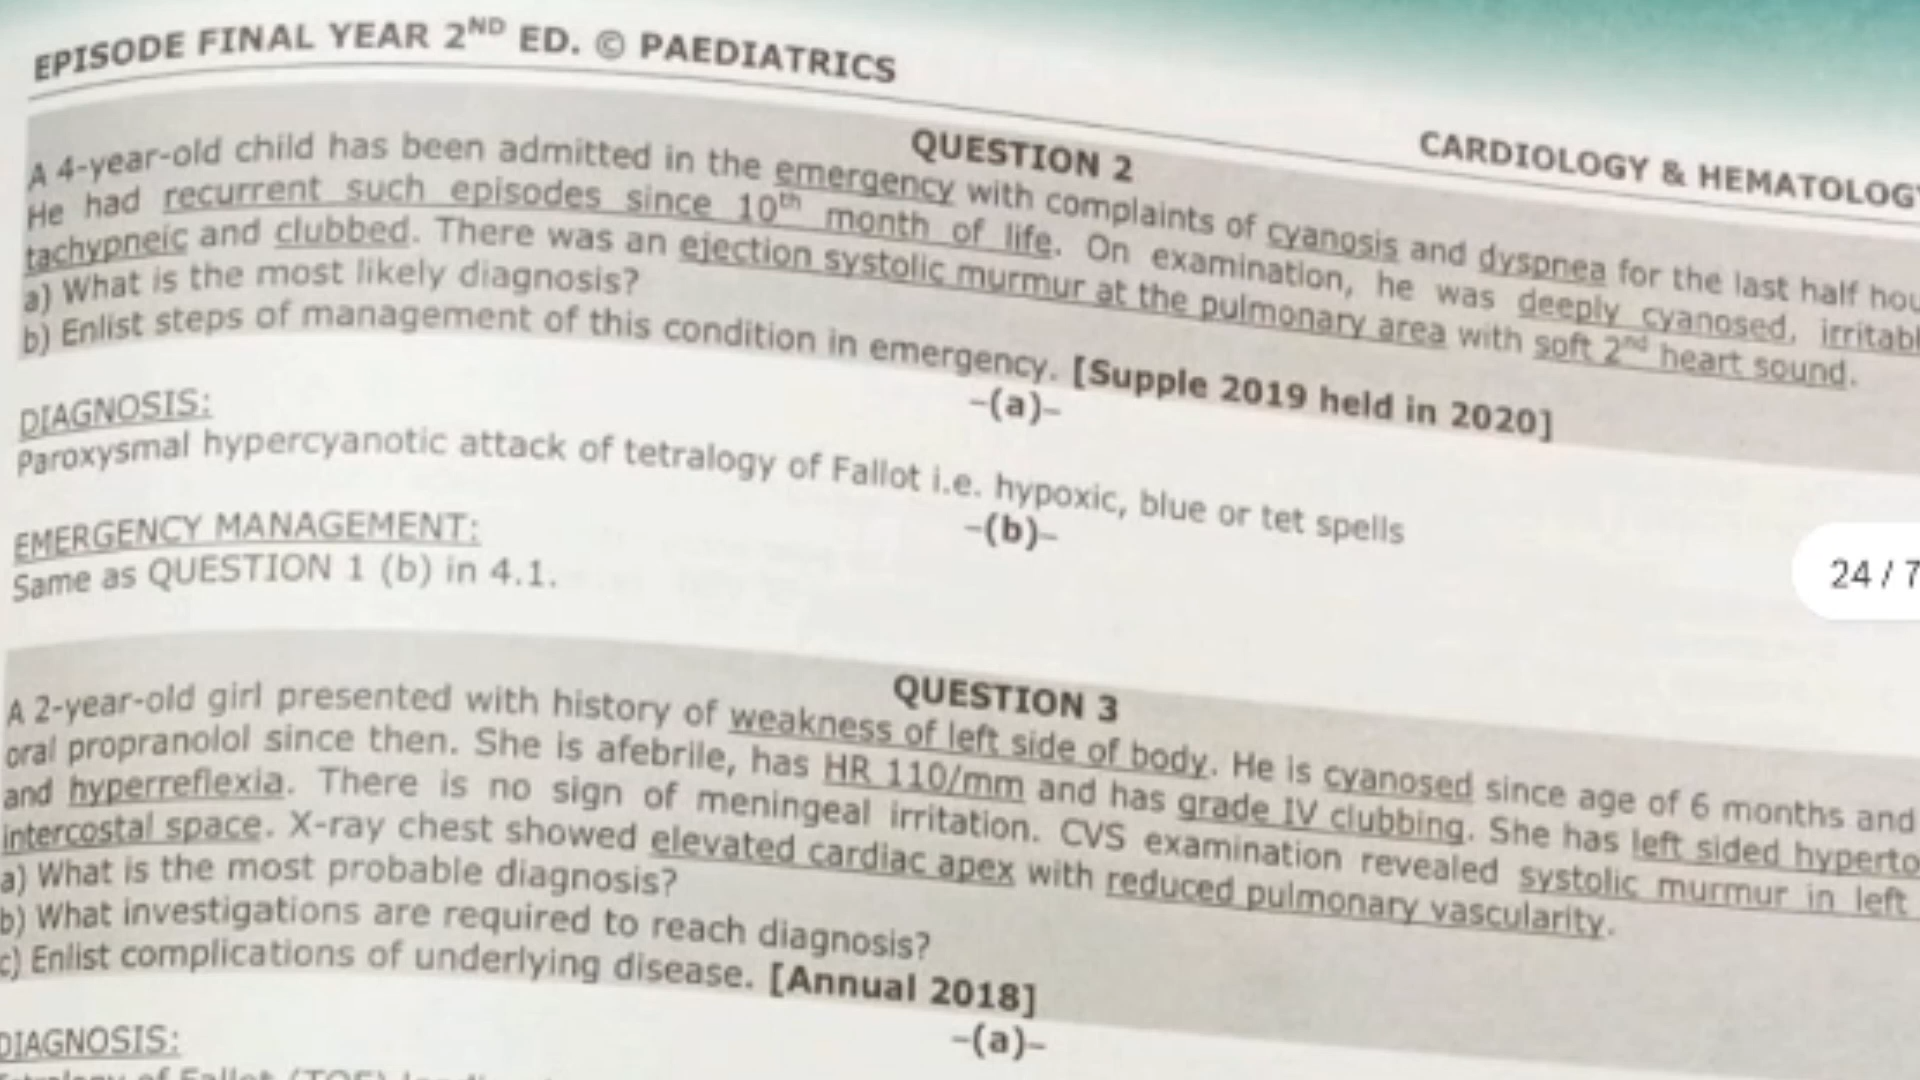 EPISODE FINAL YEAR 2ND ED. © PAEDIATRICS
CARDIOLOGY & HEMATOLOG
QUESTION 2
A 4-year-old child has been admitted in the emergency with complaints of cyanosis and dyspnea for the last half hou
He had recurrent such episodes since 10th month of life. On examination, he was deeply cyanosed, irritabl
tachypneic and clubbed. There was an ejection systolic murmur at the pulmonary area with soft 2nd heart sound.
a) What is the most likely diagnosis?
b) Enlist steps of management of this condition in emergency. [Supple 2019 held in 2020]
-(a)-
DIAGNOSIS:
Paroxysmal hypercyanotic attack of tetralogy of Fallot i.e. hypoxic, blue or tet spells
-(b)-
EMERGENCY MANAGEMENT:
Same as QUESTION 1 (b) in 4.1.
24 / 7
QUESTION 3
A 2-year-old girl presented with history of weakness of left side of body. He is cyanosed since age of 6 months and
oral propranolol since then. She is afebrile, has HR 110/mm and has grade IV clubbing. She has left sided hyperto
and hyperreflexia. There is no sign of meningeal irritation. CVS examination revealed systolic murmur in left
intercostal space. X-ray chest showed elevated cardiac apex with reduced pulmonary vascularity.
a) What is the most probable diagnosis?
b) What investigations are required to reach diagnosis?
c) Enlist complications of underlying disease. [Annual 2018]
-(a)-
DIAGNOSIS:
of Fallot (TOF)